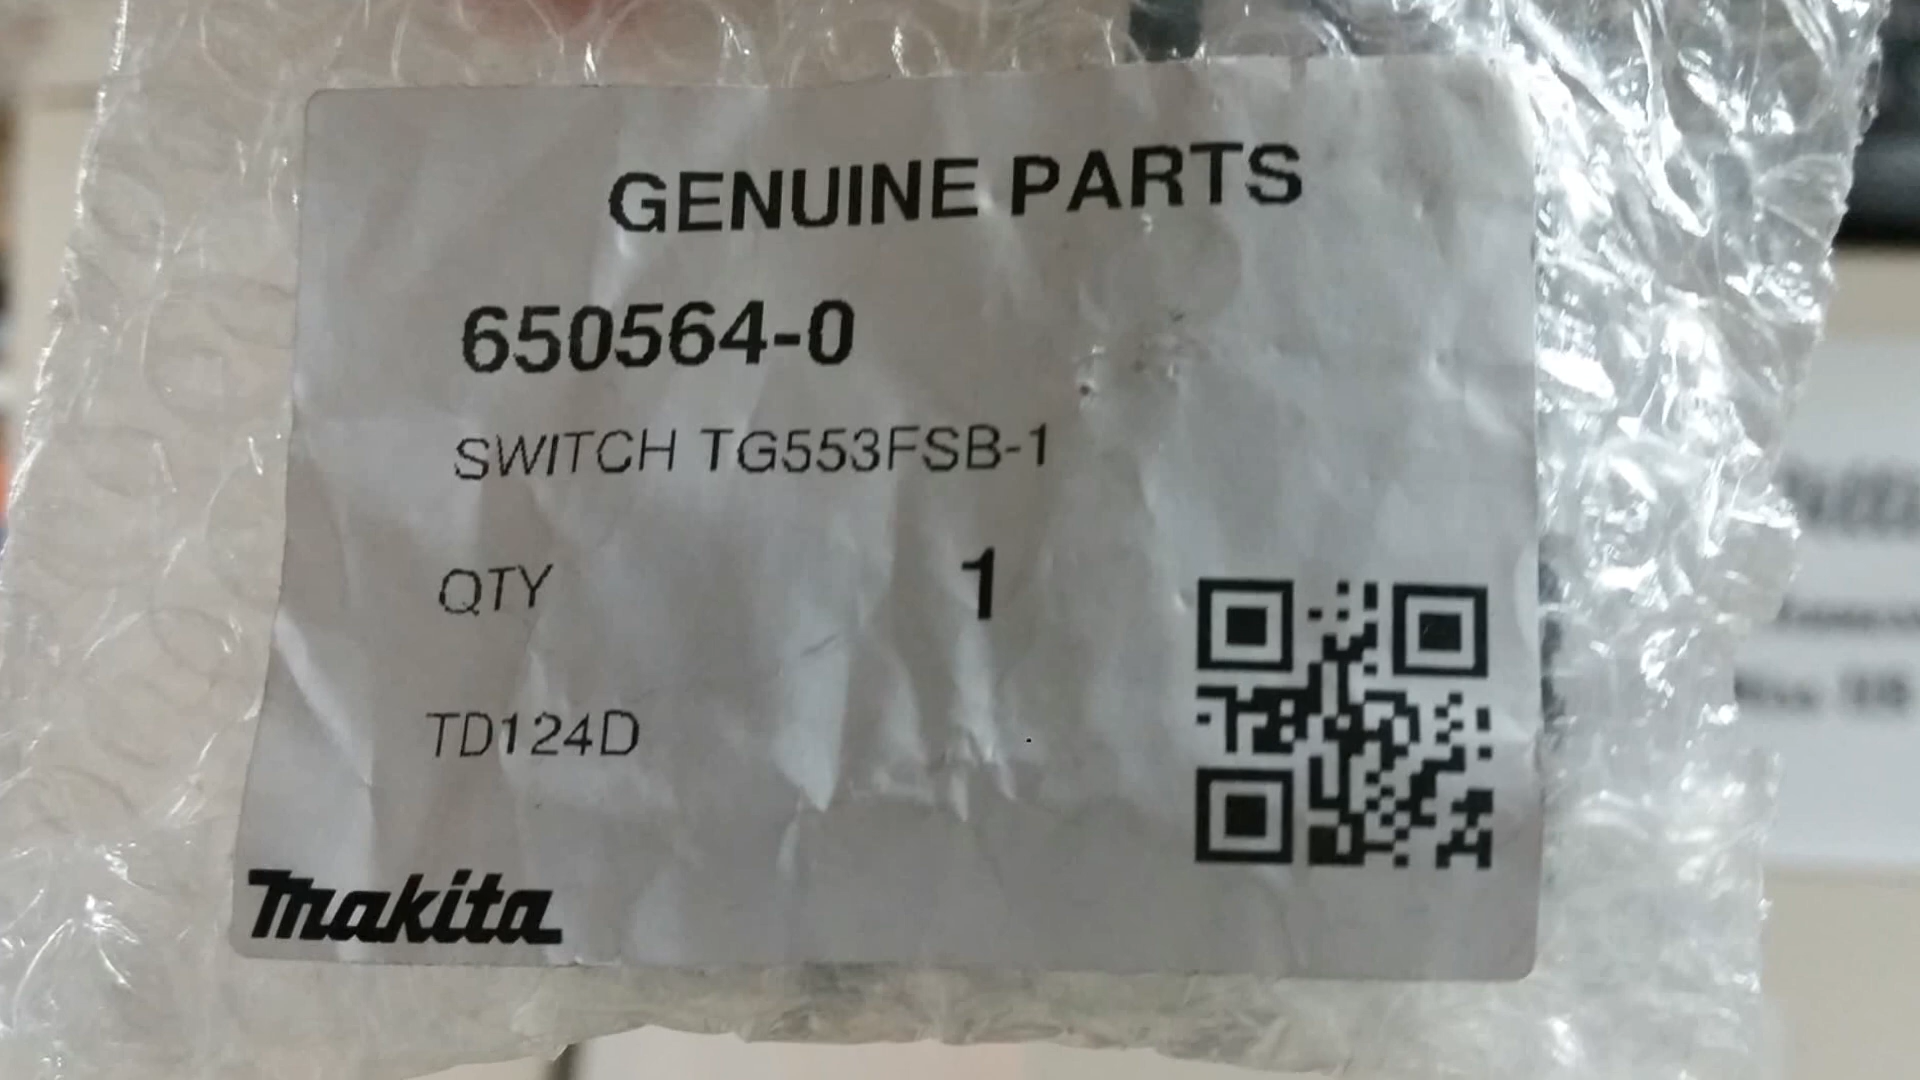 GENUINE PARTS
650564-0
SWITCH TG553FSB-1
QTY 1
TD124D
makita